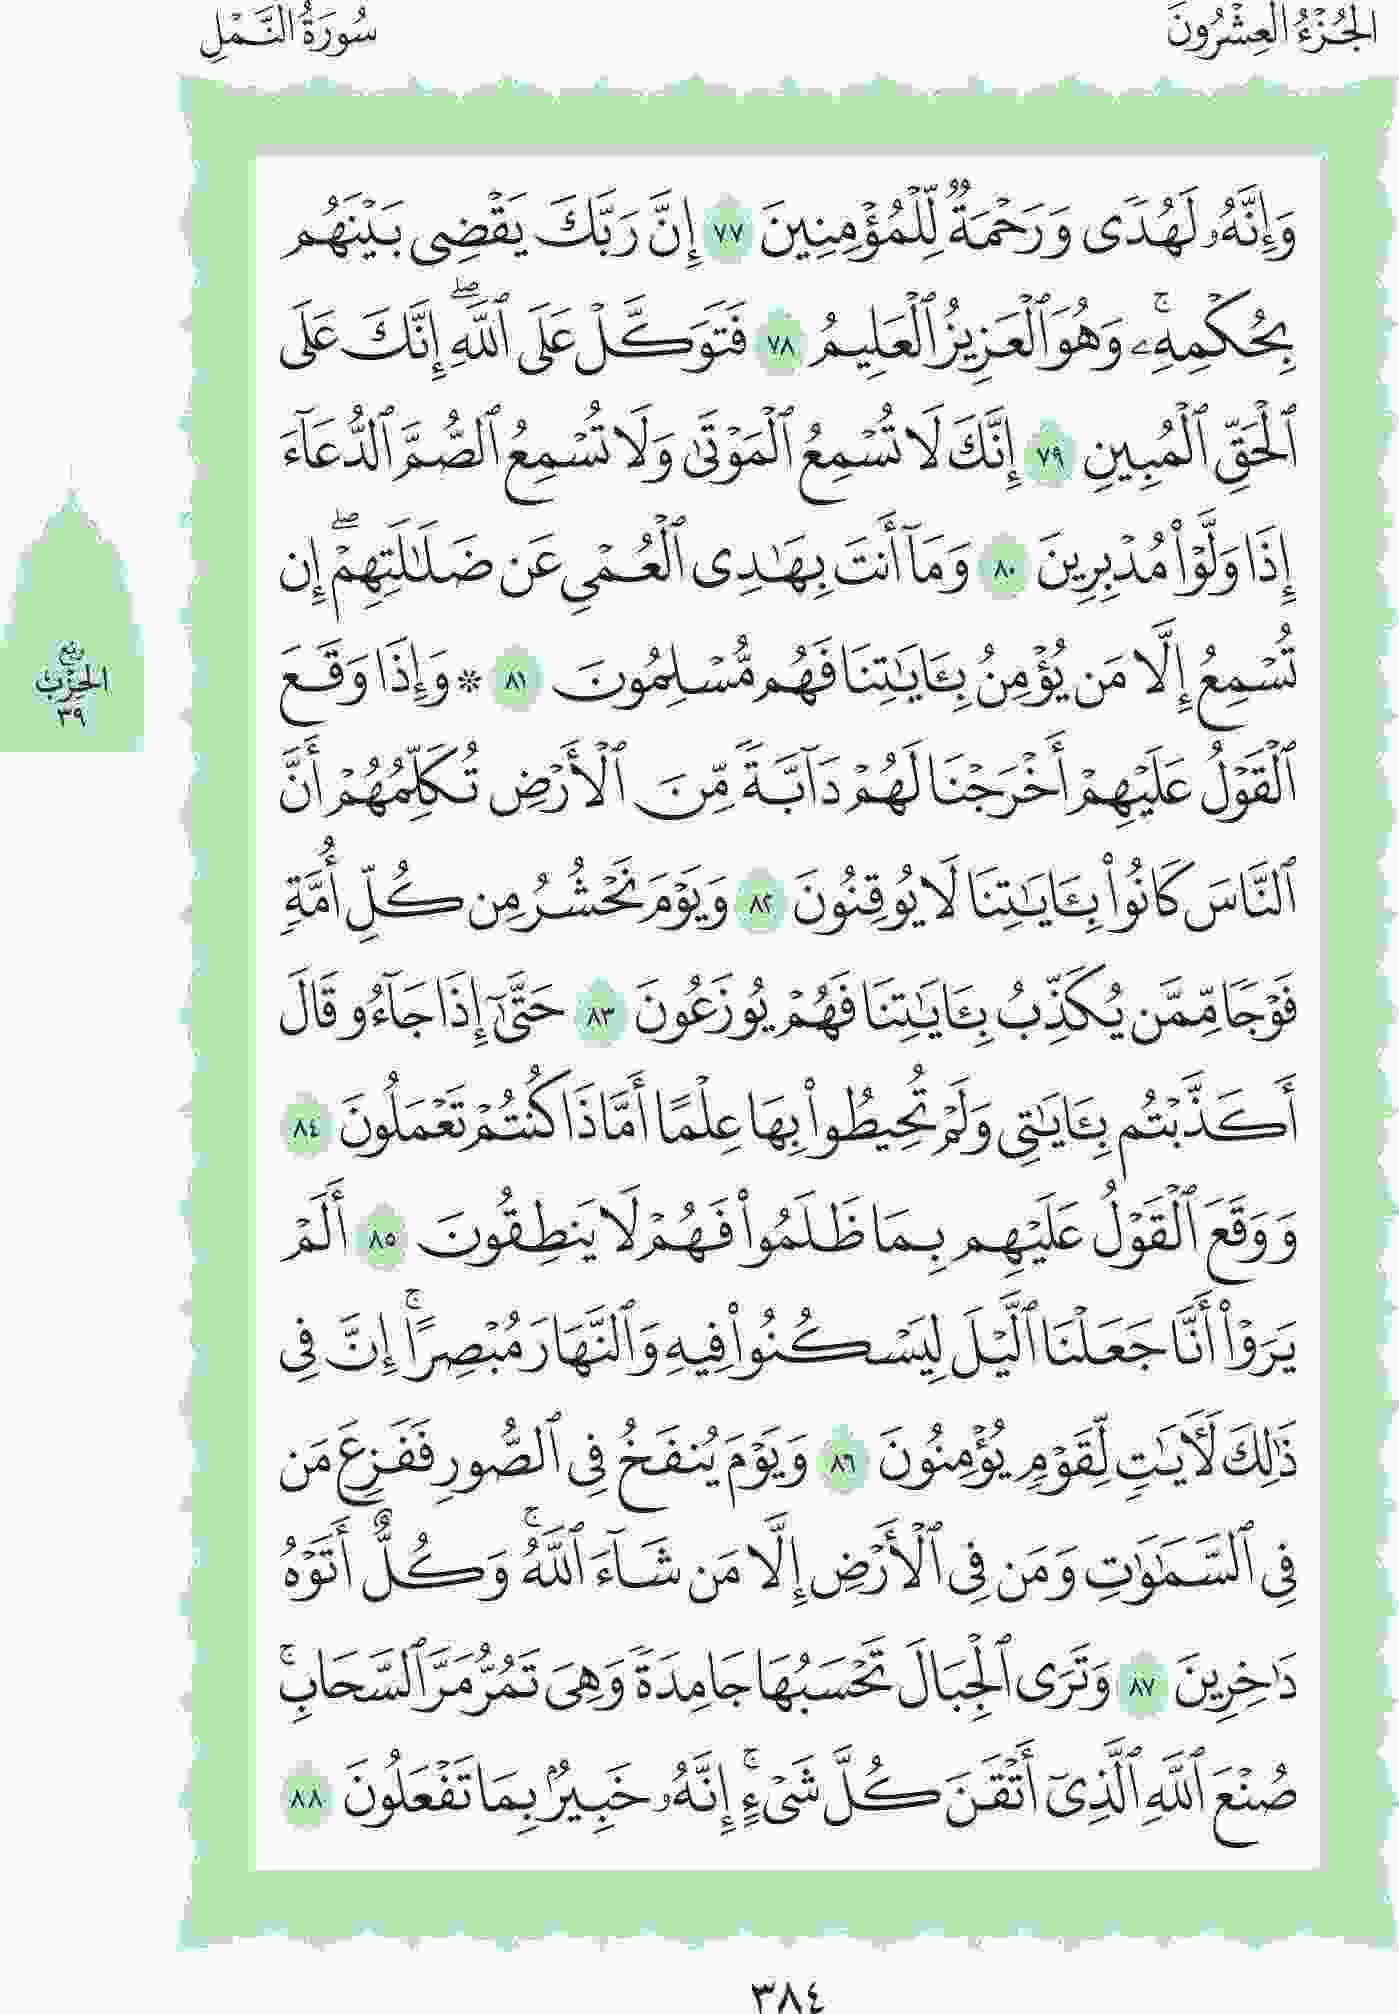 الجُزْءُ العِشْرُونَ
سُورَةُ النَّمْلِ
وَإِنَّهُۥ لَهُدًى وَرَحْمَةٌ لِّلْمُؤْمِنِينَ ٧٧ إِنَّ رَبَّكَ يَقْضِى بَيْنَهُم
بِحُكْمِهِۦۚ وَهُوَ ٱلْعَزِيزُ ٱلْعَلِيمُ ٧٨ فَتَوَكَّلْ عَلَى ٱللَّهِۖ إِنَّكَ عَلَى
ٱلْحَقِّ ٱلْمُبِينِ ٧٩ إِنَّكَ لَا تُسْمِعُ ٱلْمَوْتَىٰ وَلَا تُسْمِعُ ٱلصُّمَّ ٱلدُّعَآءَ
إِذَا وَلَّوْا۟ مُدْبِرِينَ ٨٠ وَمَآ أَنتَ بِهَـٰدِى ٱلْعُمْىِ عَن ضَلَـٰلَتِهِمْۖ إِن
تُسْمِعُ إِلَّا مَن يُؤْمِنُ بِـَٔايَـٰتِنَا فَهُم مُّسْلِمُونَ ٨١ ۞ وَإِذَا وَقَعَ
ٱلْقَوْلُ عَلَيْهِمْ أَخْرَجْنَا لَهُمْ دَآبَّةً مِّنَ ٱلْأَرْضِ تُكَلِّمُهُمْ أَنَّ
ٱلنَّاسَ كَانُوا۟ بِـَٔايَـٰتِنَا لَا يُوقِنُونَ ٨٢ وَيَوْمَ نَحْشُرُ مِن كُلِّ أُمَّةٍ
فَوْجًا مِّمَّن يُكَذِّبُ بِـَٔايَـٰتِنَا فَهُمْ يُوزَعُونَ ٨٣ حَتَّىٰٓ إِذَا جَآءُو قَالَ
أَكَذَّبْتُم بِـَٔايَـٰتِى وَلَمْ تُحِيطُوا۟ بِهَا عِلْمًا أَمَّاذَا كُنتُمْ تَعْمَلُونَ ٨٤
وَوَقَعَ ٱلْقَوْلُ عَلَيْهِم بِمَا ظَلَمُوا۟ فَهُمْ لَا يَنطِقُونَ ٨٥ أَلَمْ
يَرَوْا۟ أَنَّا جَعَلْنَا ٱلَّيْلَ لِيَسْكُنُوا۟ فِيهِ وَٱلنَّهَارَ مُبْصِرًاۚ إِنَّ فِى
ذَٰلِكَ لَـَٔايَـٰتٍ لِّقَوْمٍ يُؤْمِنُونَ ٨٦ وَيَوْمَ يُنفَخُ فِى ٱلصُّورِ فَفَزِعَ مَن
فِى ٱلسَّمَـٰوَٰتِ وَمَن فِى ٱلْأَرْضِ إِلَّا مَن شَآءَ ٱللَّهُۚ وَكُلٌّ أَتَوْهُ
دَٰخِرِينَ ٨٧ وَتَرَى ٱلْجِبَالَ تَحْسَبُهَا جَامِدَةً وَهِىَ تَمُرُّ مَرَّ ٱلسَّحَابِۚ
صُنْعَ ٱللَّهِ ٱلَّذِىٓ أَتْقَنَ كُلَّ شَىْءٍۚ إِنَّهُۥ خَبِيرٌۢ بِمَا تَفْعَلُونَ ٨٨
ربع
الحزب
٣٩
٣٨٤